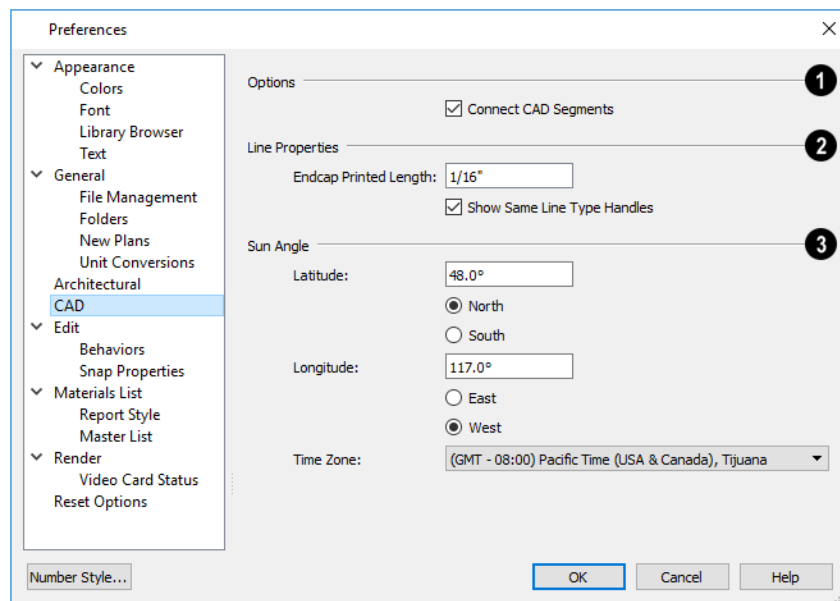 Preferences
Appearance
Colors
Font
Library Browser
Text
General
File Management
Folders
New Plans
Unit Conversions
Architectural
CAD
Edit
Behaviors
Snap Properties
Materials List
Report Style
Master List
Render
Video Card Status
Reset Options
Options 1
Connect CAD Segments
Line Properties 2
Endcap Printed Length: 1/16"
Show Same Line Type Handles
Sun Angle 3
Latitude: 48.0°
North
South
Longitude: 117.0°
East
West
Time Zone: (GMT - 08:00) Pacific Time (USA & Canada), Tijuana
Number Style... OK Cancel Help